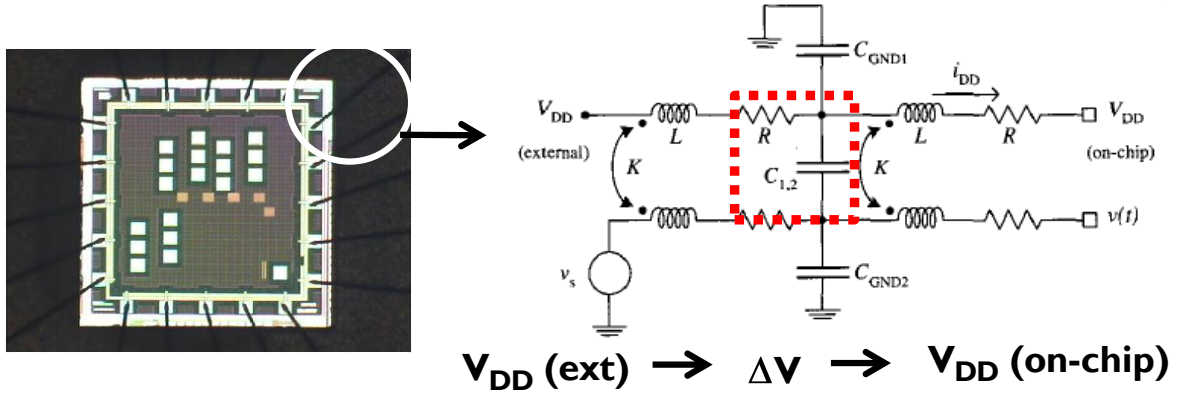 C_GND1
i_DD
V_DD
L
R
L
R
V_DD
(external)
K
C_1,2
K
(on-chip)
v(t)
v_s
C_GND2
V_DD (ext) → ΔV → V_DD (on-chip)